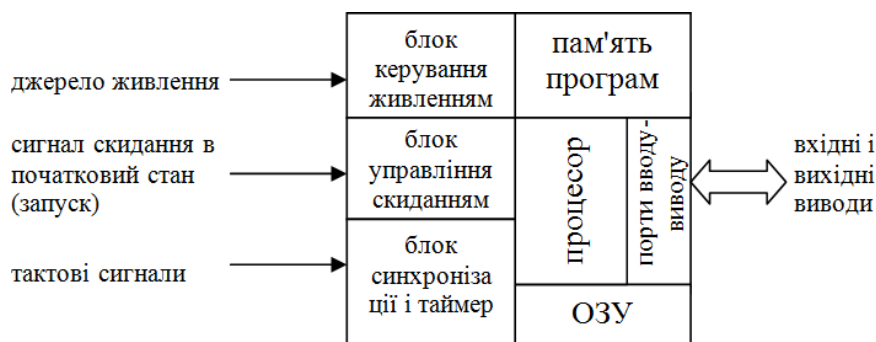 джерело живлення
сигнал скидання в
початковий стан
(запуск)
тактові сигнали
блок
керування
живленням
блок
управління
скиданням
блок
синхроніза
ції і таймер
пам'ять
програм
процесор
порти вводу-
виводу
ОЗУ
вхідні і
вихідні
виводи